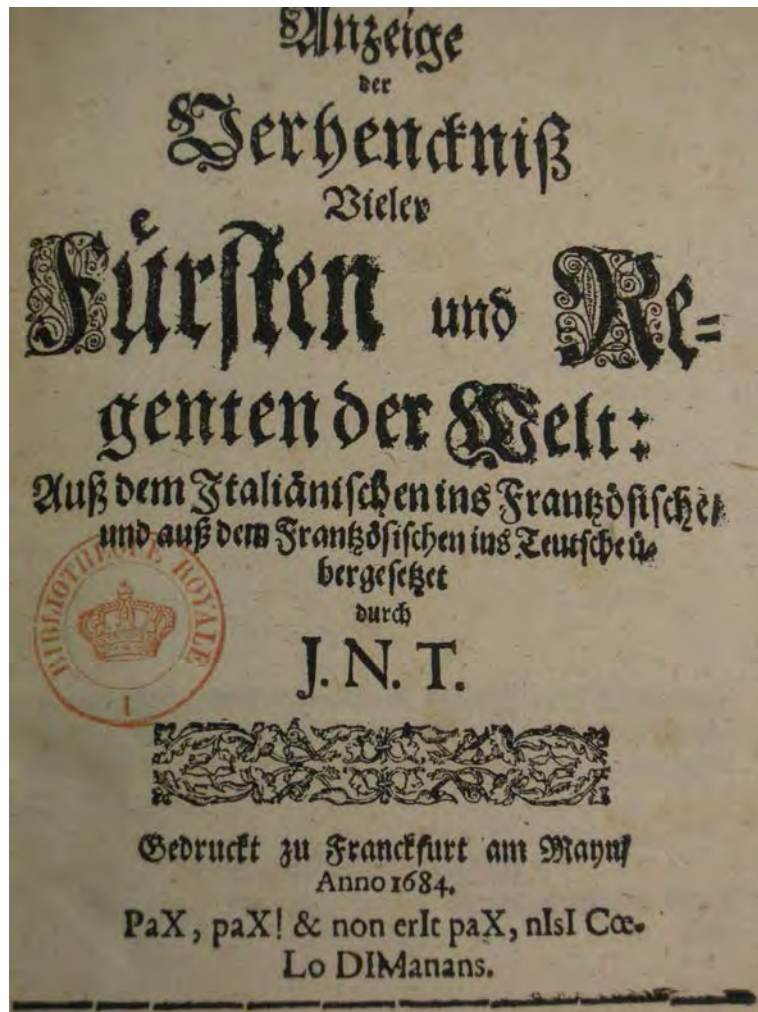 Anzeige
der
Verhenckniß
Vieler
Fürsten und Re-
genten der Welt:
Auß dem Italiänischen ins Frantzösische/
und auß dem Frantzösischen ins Teutsche ü-
bergesetzet
durch
J. N. T.
BIBLIOTHEQUE ROYALE
I
Gedruckt zu Franckfurt am Mayn/
Anno 1684.
PaX, paX! & non erIt paX, nIsI Cœ-
Lo DIManans.